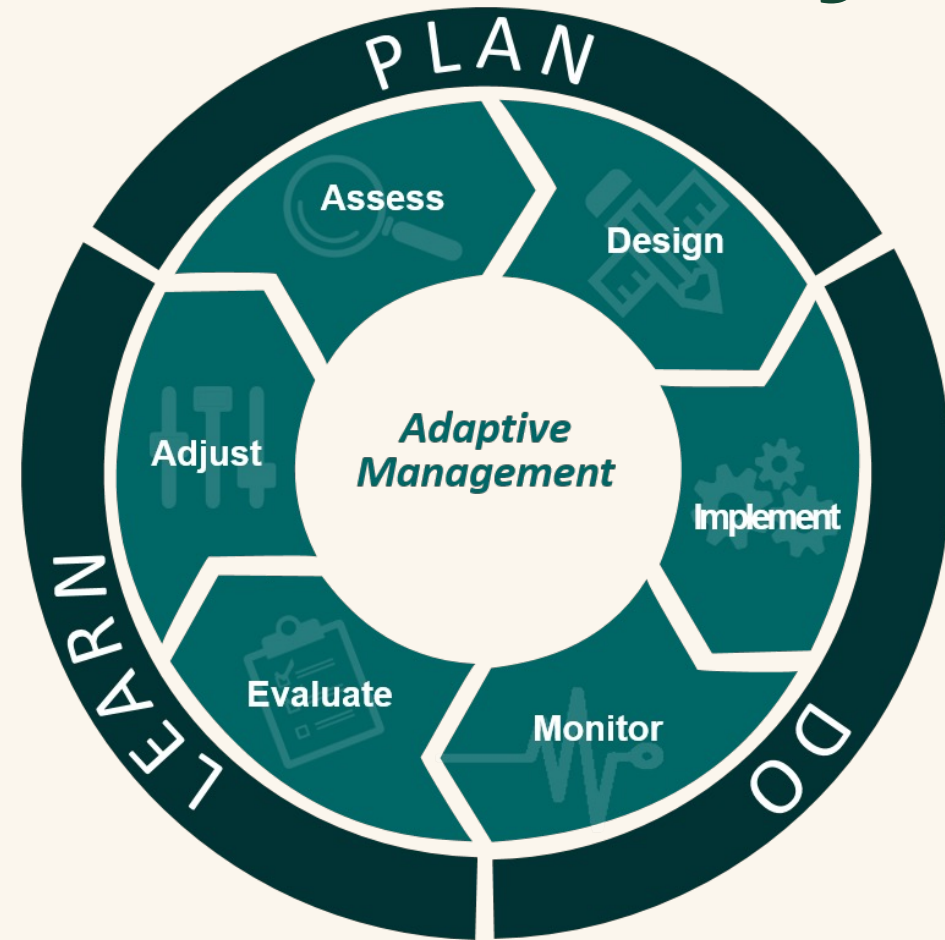 PLAN
Assess
Design
Adjust
Adaptive
Management
Implement
LEARN
Evaluate
Monitor
DO